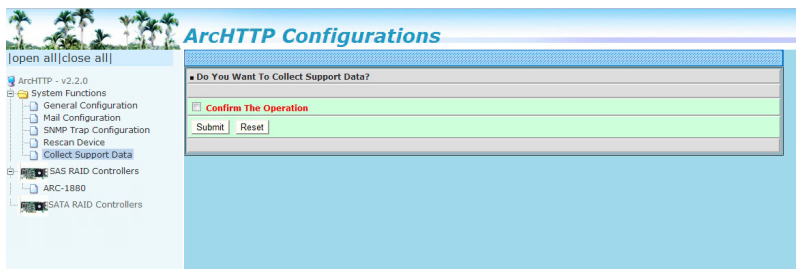 ArcHTTP Configurations
|open all|close all|
ArcHTTP - v2.2.0
System Functions
General Configuration
Mail Configuration
SNMP Trap Configuration
Rescan Device
Collect Support Data
SAS RAID Controllers
ARC-1880
SATA RAID Controllers
Do You Want To Collect Support Data?
Confirm The Operation
Submit Reset